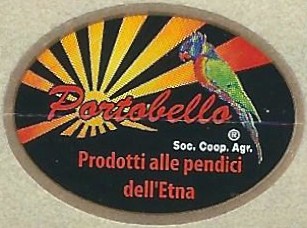 Portobello
®
Soc. Coop. Agr.
Prodotti alle pendici
dell'Etna